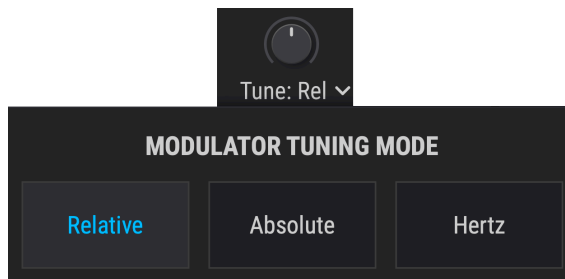 Tune: Rel
MODULATOR TUNING MODE
Relative Absolute Hertz